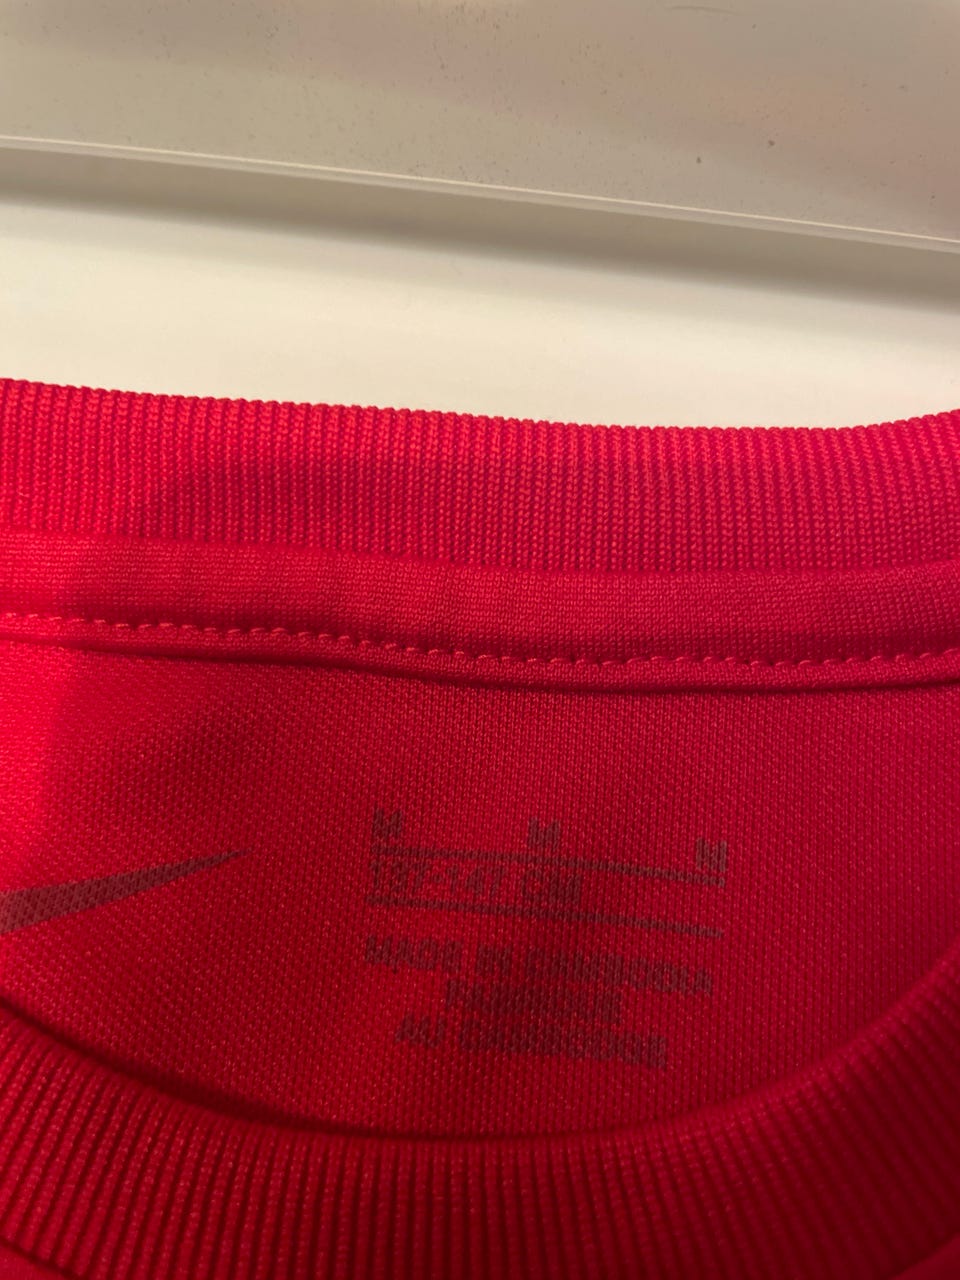 M M M
137-147 CM
MADE IN CAMBODIA
FABRIQUÉ
AU CAMBODGE